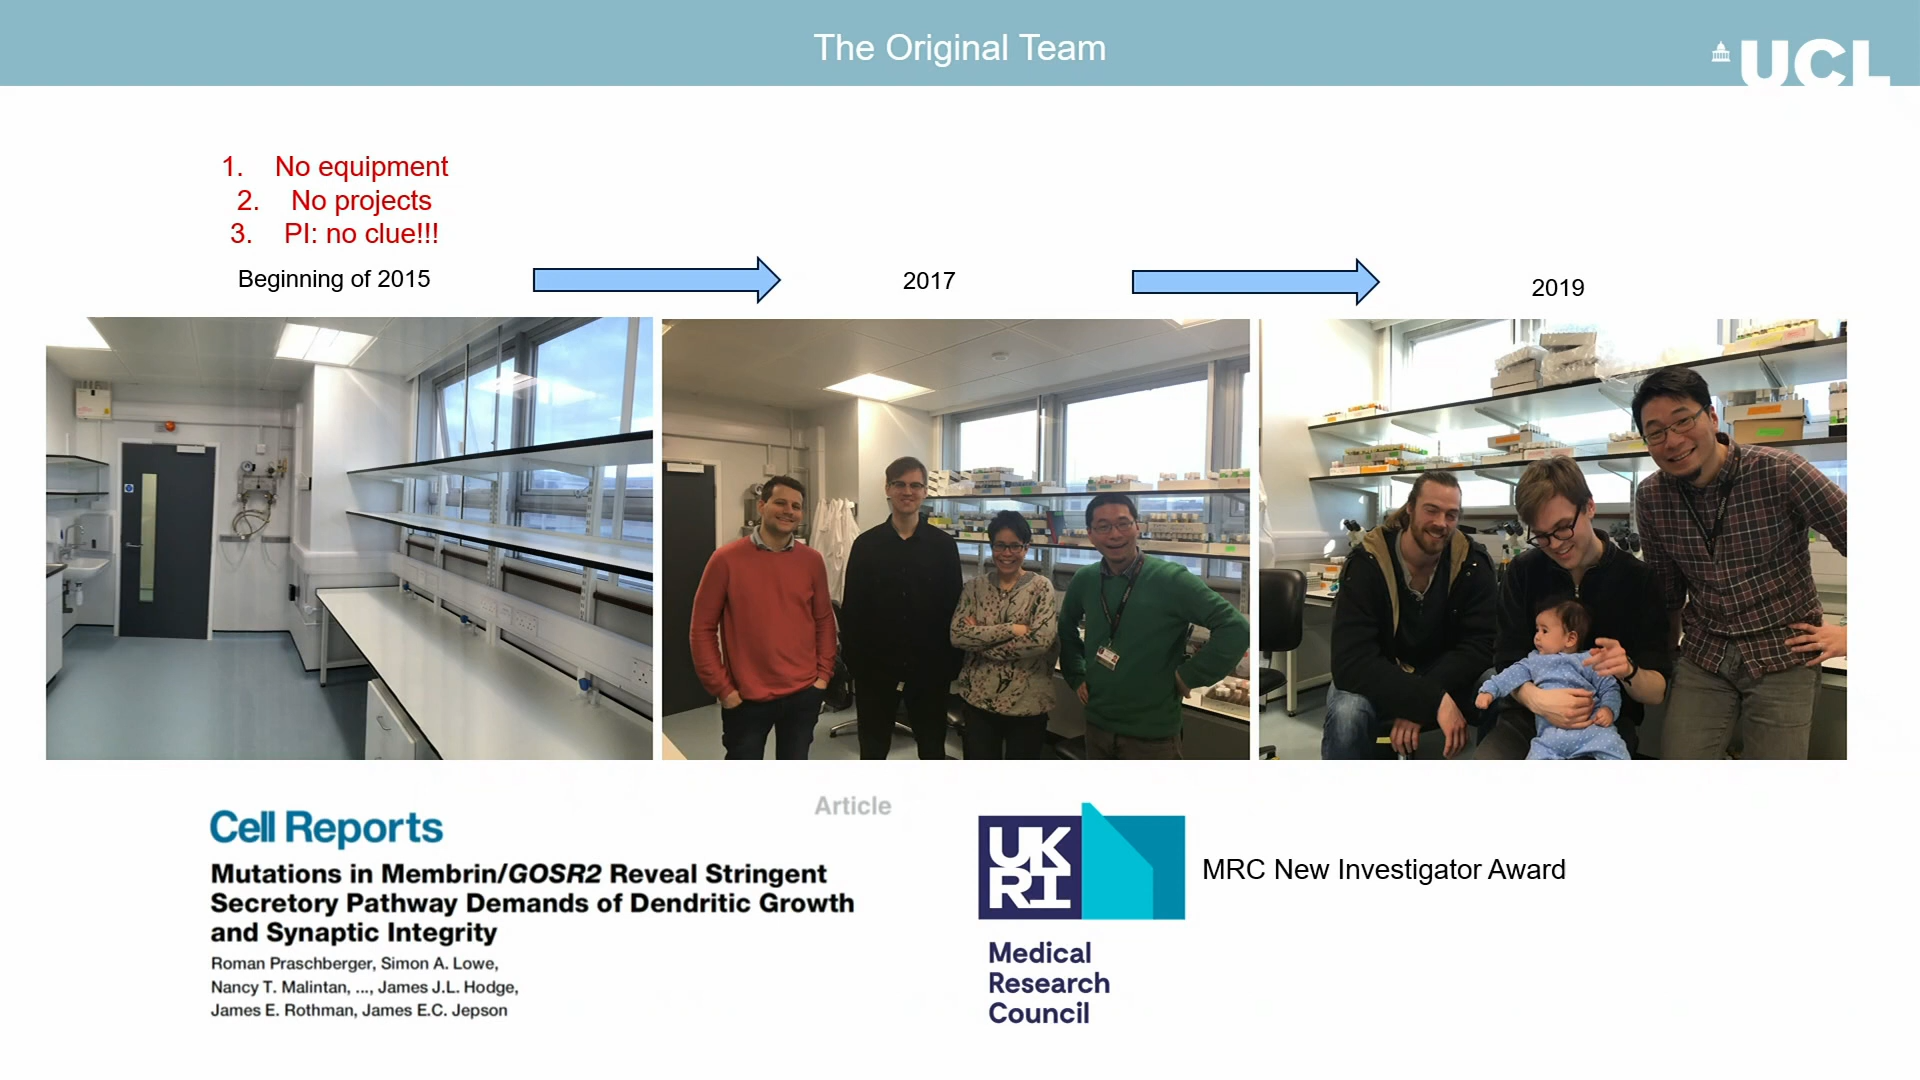 The Original Team
UCL
1. No equipment
2. No projects
3. PI: no clue!!!
Beginning of 2015
2017
2019
Article
Cell Reports
Mutations in Membrin/GOSR2 Reveal Stringent
Secretory Pathway Demands of Dendritic Growth
and Synaptic Integrity
Roman Praschberger, Simon A. Lowe,
Nancy T. Malintan, ..., James J.L. Hodge,
James E. Rothman, James E.C. Jepson
UK
RI
Medical
Research
Council
MRC New Investigator Award